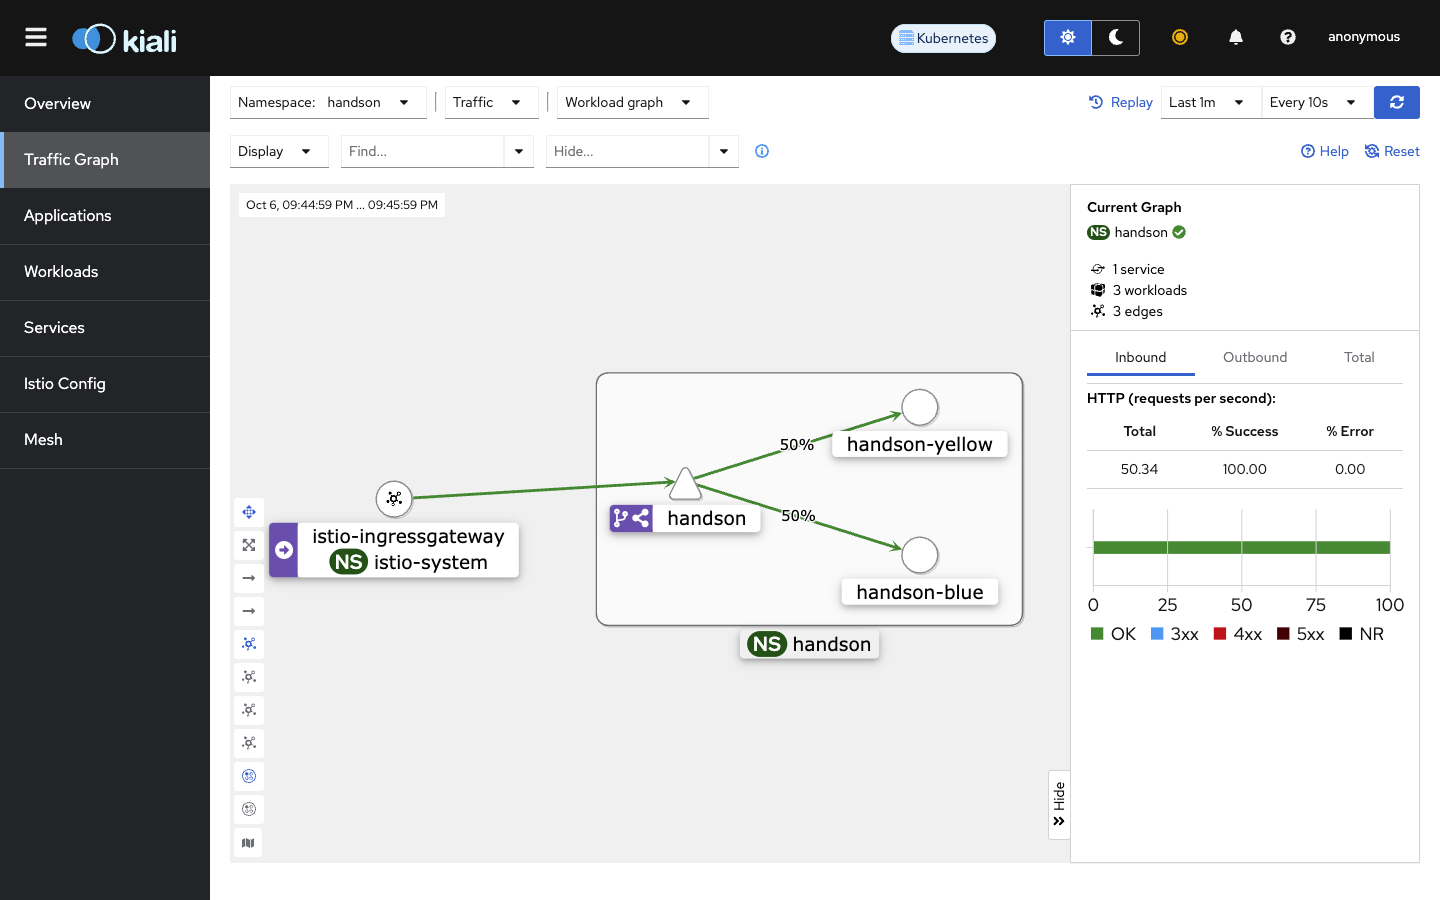 kiali
Kubernetes
anonymous
Overview
Traffic Graph
Applications
Workloads
Services
Istio Config
Mesh
Namespace: handson
Traffic
Workload graph
Replay
Last 1m
Every 10s
Display
Find...
Hide...
Help
Reset
Oct 6, 09:44:59 PM ... 09:45:59 PM
50%
handson-yellow
handson
50%
istio-ingressgateway
NS istio-system
handson-blue
NS handson
Hide
Current Graph
NS handson
1 service
3 workloads
3 edges
Inbound Outbound Total
HTTP (requests per second):
Total % Success % Error
50.34 100.00 0.00
0 25 50 75 100
OK 3xx 4xx 5xx NR